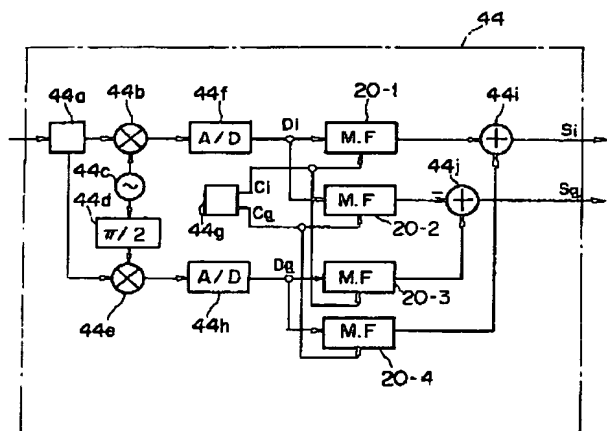 44
44a
44b
44f
20-1
44i
A/D
Di
M.F
Si
44c
44j
Ci
44d
Cq
M.F
Sq
π/2
44g
20-2
Dq
A/D
M.F
44e
44h
20-3
M.F
20-4